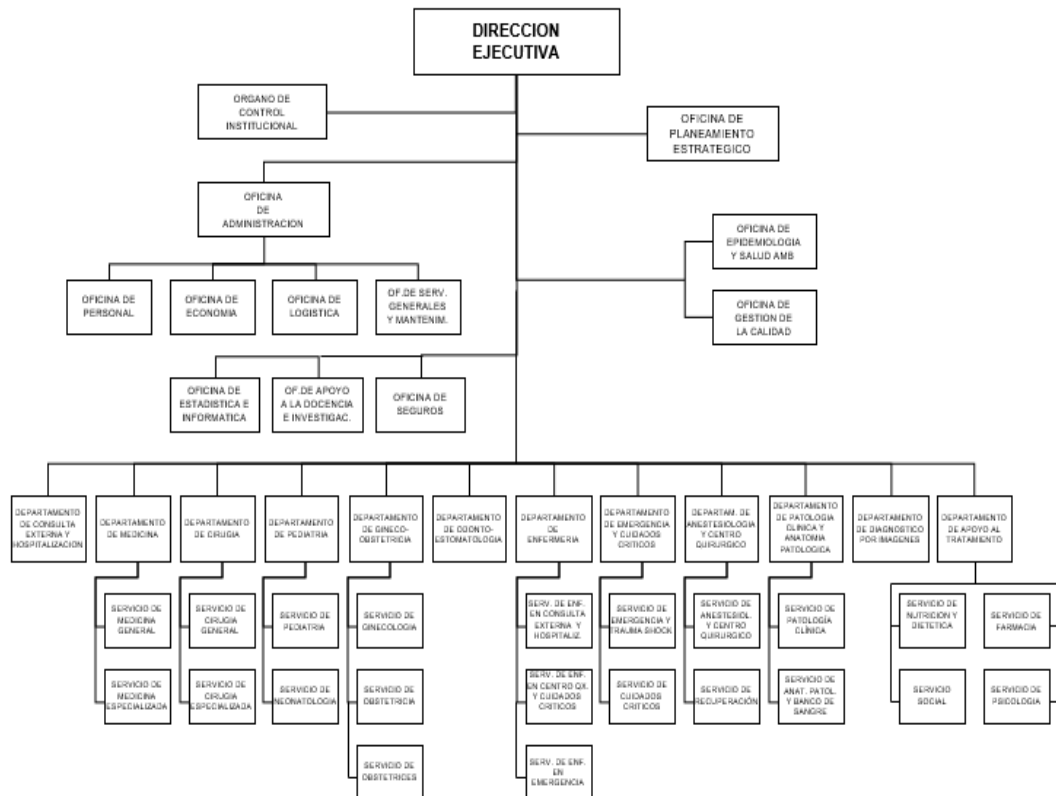 DIRECCION
EJECUTIVA
ORGANO DE
CONTROL
INSTITUCIONAL
OFICINA DE
PLANEAMIENTO
ESTRATEGICO
OFICINA
DE
ADMINISTRACION
OFICINA DE
EPIDEMIOLOGIA
Y SALUD AMB
OFICINA DE
PERSONAL
OFICINA DE
ECONOMIA
OFICINA DE
LOGISTICA
OF.DE SERV.
GENERALES
Y MANTENIM.
OFICINA DE
GESTION DE
LA CALIDAD
OFICINA DE
ESTADISTICA E
INFORMATICA
OF.DE APOYO
A LA DOCENCIA
E INVESTIGAC.
OFICINA DE
SEGUROS
DEPARTAMENTO
DE CONSULTA
EXTERNA Y
HOSPITALIZACION
DEPARTAMENTO
DE MEDICINA
DEPARTAMENTO
DE CIRUGIA
DEPARTAMENTO
DE PEDIATRIA
DEPARTAMENTO
DE GINECO-
OBSTETRICIA
DEPARTAMENTO
DE ODONTO-
ESTOMATOLOGIA
DEPARTAMENTO
DE
ENFERMERIA
DEPARTAMENTO
DE EMERGENCIA
Y CUIDADOS
CRITICOS
DEPARTAM. DE
ANESTESIOLOGIA
Y CENTRO
QUIRURGICO
DEPARTAMENTO
DE PATOLOGIA
CLINICA Y
ANATOMIA
PATOLOGICA
DEPARTAMENTO
DE DIAGNOSTICO
POR IMAGENES
DEPARTAMENTO
DE APOYO AL
TRATAMIENTO
SERVICIO DE
MEDICINA
GENERAL
SERVICIO DE
CIRUGIA
GENERAL
SERVICIO DE
PEDIATRIA
SERVICIO DE
GINECOLOGIA
SERV. DE ENF.
EN CONSULTA
EXTERNA Y
HOSPITALIZ.
SERVICIO DE
EMERGENCIA Y
TRAUMA SHOCK
SERVICIO DE
ANESTESIOL.
Y CENTRO
QUIRURGICO
SERVICIO DE
PATOLOGÍA
CLÍNICA
SERVICIO DE
NUTRICION Y
DIETETICA
SERVICIO DE
FARMACIA
SERVICIO DE
MEDICINA
ESPECIALIZADA
SERVICIO DE
CIRUGIA
ESPECIALIZADA
SERVICIO DE
NEONATOLOGIA
SERVICIO DE
OBSTETRICIA
SERV. DE ENF.
EN CENTRO QX.
Y CUIDADOS
CRITICOS
SERVICIO DE
CUIDADOS
CRITICOS
SERVICIO DE
RECUPERACIÓN
SERVICIO DE
ANAT. PATOL.
Y BANCO DE
SANGRE
SERVICIO
SOCIAL
SERVICIO DE
PSICOLOGIA
SERVICIO DE
OBSTETRICES
SERV. DE ENF.
EN
EMERGENCIA